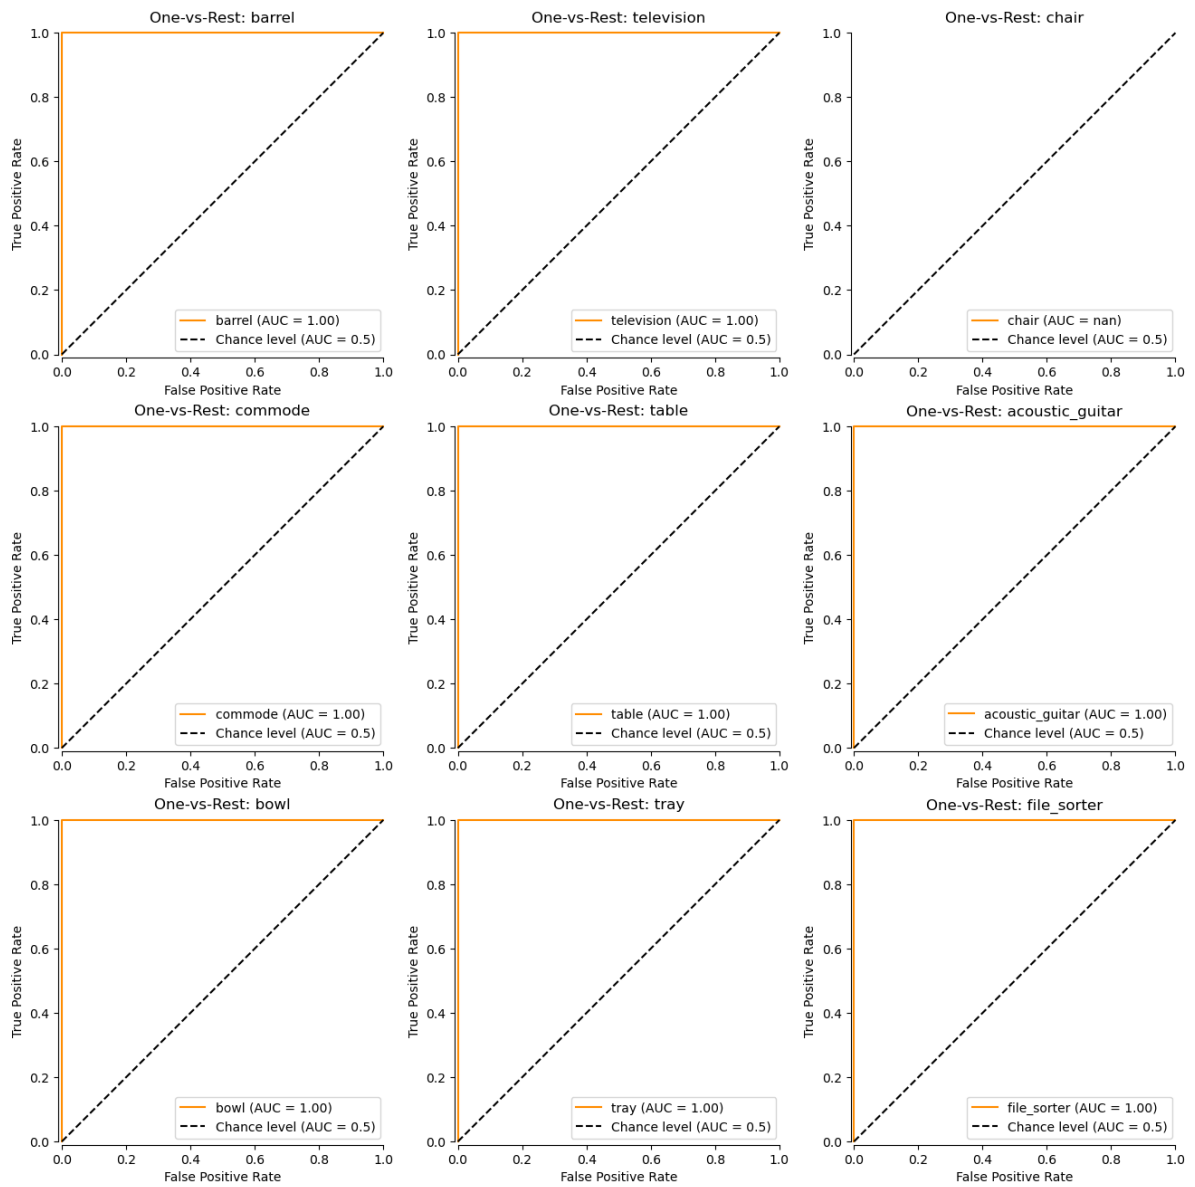 One-vs-Rest: barrel
1.0
0.8
0.6
0.4
0.2
0.0
True Positive Rate
barrel (AUC = 1.00)
Chance level (AUC = 0.5)
0.0 0.2 0.4 0.6 0.8 1.0
False Positive Rate
One-vs-Rest: television
1.0
0.8
0.6
0.4
0.2
0.0
True Positive Rate
television (AUC = 1.00)
Chance level (AUC = 0.5)
0.0 0.2 0.4 0.6 0.8 1.0
False Positive Rate
One-vs-Rest: chair
1.0
0.8
0.6
0.4
0.2
0.0
True Positive Rate
chair (AUC = nan)
Chance level (AUC = 0.5)
0.0 0.2 0.4 0.6 0.8 1.0
False Positive Rate
One-vs-Rest: commode
1.0
0.8
0.6
0.4
0.2
0.0
True Positive Rate
commode (AUC = 1.00)
Chance level (AUC = 0.5)
0.0 0.2 0.4 0.6 0.8 1.0
False Positive Rate
One-vs-Rest: table
1.0
0.8
0.6
0.4
0.2
0.0
True Positive Rate
table (AUC = 1.00)
Chance level (AUC = 0.5)
0.0 0.2 0.4 0.6 0.8 1.0
False Positive Rate
One-vs-Rest: acoustic_guitar
1.0
0.8
0.6
0.4
0.2
0.0
True Positive Rate
acoustic_guitar (AUC = 1.00)
Chance level (AUC = 0.5)
0.0 0.2 0.4 0.6 0.8 1.0
False Positive Rate
One-vs-Rest: bowl
1.0
0.8
0.6
0.4
0.2
0.0
True Positive Rate
bowl (AUC = 1.00)
Chance level (AUC = 0.5)
0.0 0.2 0.4 0.6 0.8 1.0
False Positive Rate
One-vs-Rest: tray
1.0
0.8
0.6
0.4
0.2
0.0
True Positive Rate
tray (AUC = 1.00)
Chance level (AUC = 0.5)
0.0 0.2 0.4 0.6 0.8 1.0
False Positive Rate
One-vs-Rest: file_sorter
1.0
0.8
0.6
0.4
0.2
0.0
True Positive Rate
file_sorter (AUC = 1.00)
Chance level (AUC = 0.5)
0.0 0.2 0.4 0.6 0.8 1.0
False Positive Rate